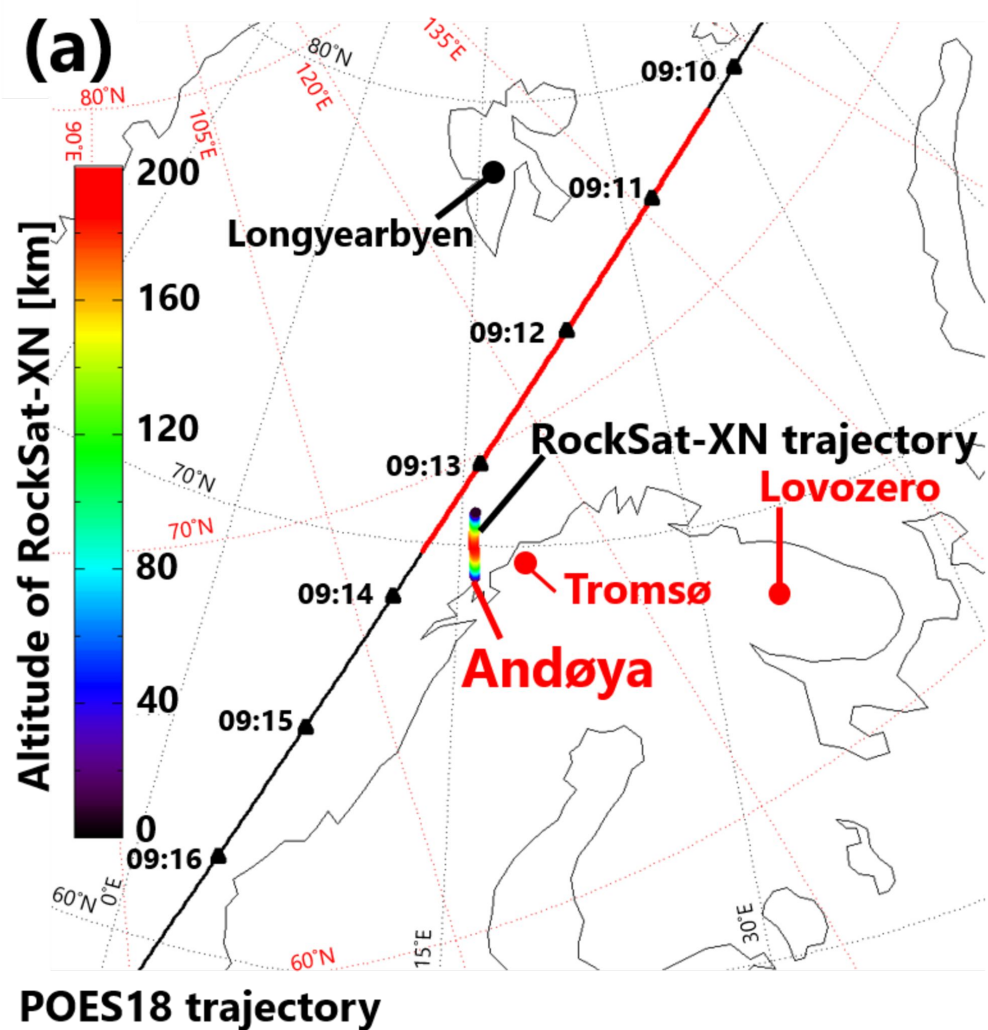 (a)
80°N
135°E
09:10
80°N
120°E
105°E
90°E
200
09:11
Longyearbyen
160
09:12
Altitude of RockSat-XN [km]
120
RockSat-XN trajectory
09:13
70°N
Lovozero
70°N
80
09:14
Tromsø
Andøya
40
09:15
0
09:16
60°N
0°E
15°E
30°E
60°N
POES18 trajectory